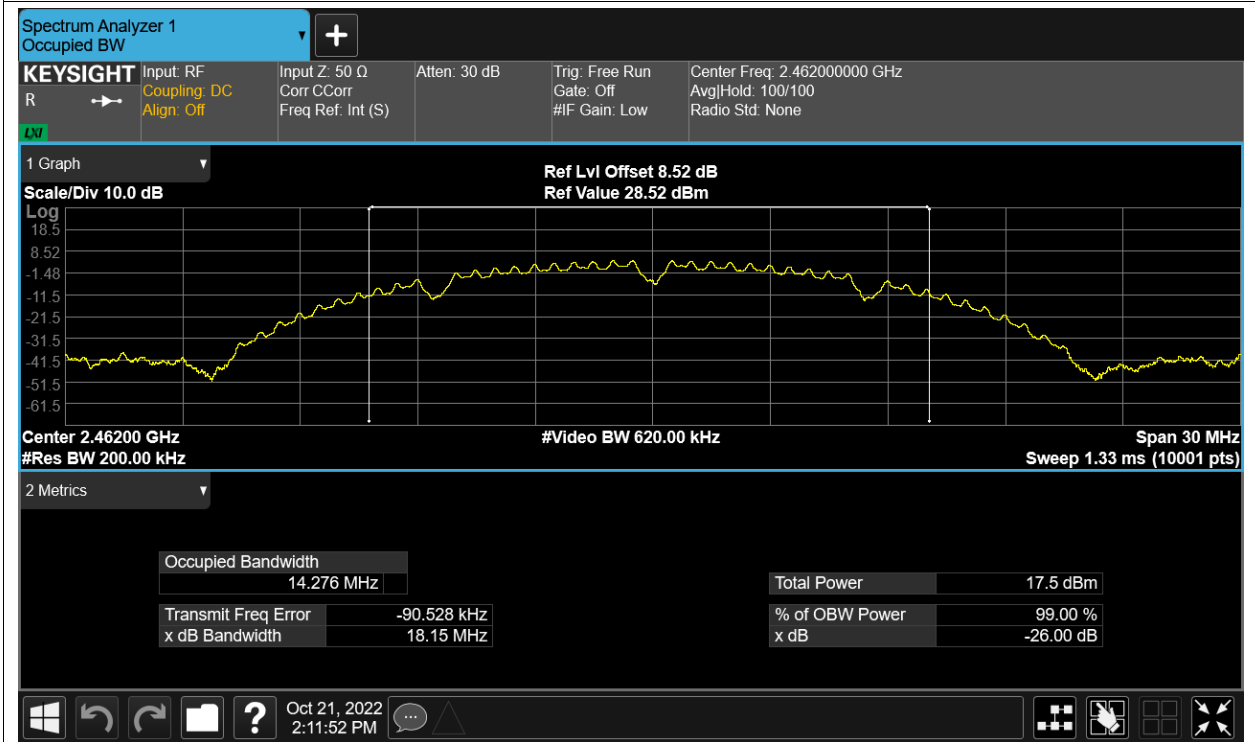 Spectrum Analyzer 1
Occupied BW
KEYSIGHT
R
LXI
Input: RF
Coupling: DC
Align: Off
Input Z: 50 Ω
Corr CCorr
Freq Ref: Int (S)
Atten: 30 dB
Trig: Free Run
Gate: Off
#IF Gain: Low
Center Freq: 2.462000000 GHz
Avg|Hold: 100/100
Radio Std: None
1 Graph
Scale/Div 10.0 dB
Ref Lvl Offset 8.52 dB
Ref Value 28.52 dBm
Log
18.5
8.52
-1.48
-11.5
-21.5
-31.5
-41.5
-51.5
-61.5
Center 2.46200 GHz
#Video BW 620.00 kHz
Span 30 MHz
#Res BW 200.00 kHz
Sweep 1.33 ms (10001 pts)
2 Metrics
Occupied Bandwidth
14.276 MHz
Total Power 17.5 dBm
Transmit Freq Error -90.528 kHz
% of OBW Power 99.00 %
x dB Bandwidth 18.15 MHz
x dB -26.00 dB
?
Oct 21, 2022
2:11:52 PM